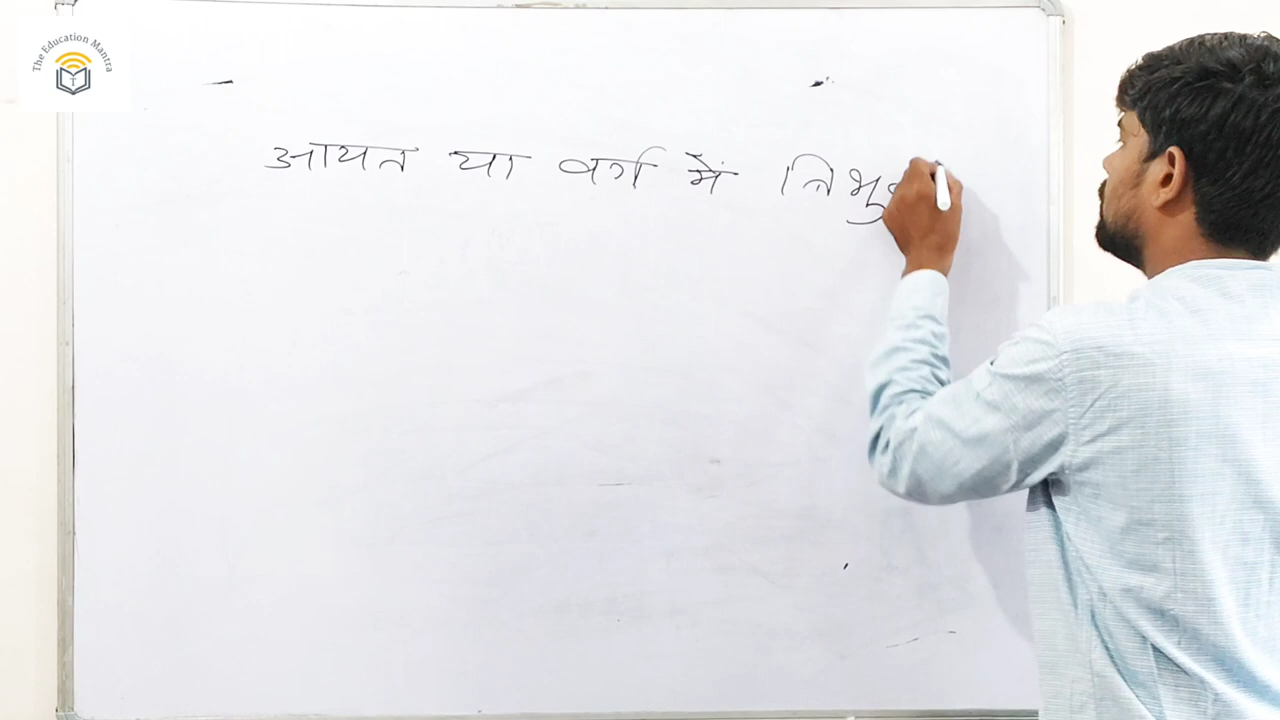 The Education Mantra
T
आयत या वर्ग में त्रिभु